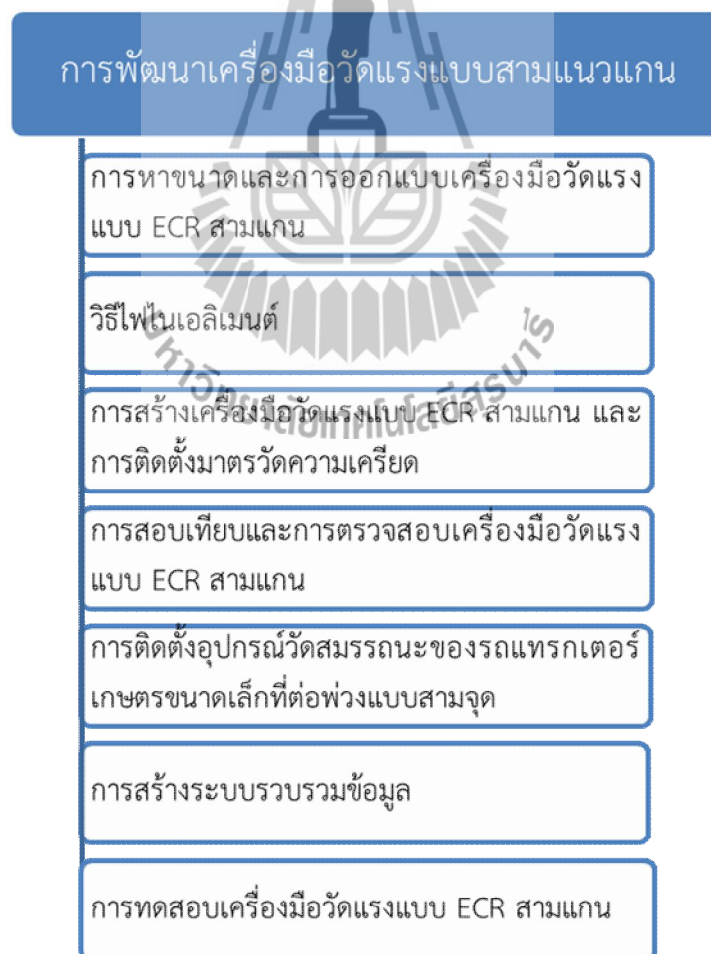 การพัฒนาเครื่องมือวัดแรงแบบสามแนวแกน
การหาขนาดและการออกแบบเครื่องมือวัดแรง
แบบ ECR สามแกน
วิธีไฟไนเอลิเมนต์
การสร้างเครื่องมือวัดแรงแบบ ECR สามแกน และ
การติดตั้งมาตรวัดความเครียด
การสอบเทียบและการตรวจสอบเครื่องมือวัดแรง
แบบ ECR สามแกน
การติดตั้งอุปกรณ์วัดสมรรถนะของรถแทรกเตอร์
เกษตรขนาดเล็กที่ต่อพ่วงแบบสามจุด
การสร้างระบบรวบรวมข้อมูล
การทดสอบเครื่องมือวัดแรงแบบ ECR สามแกน